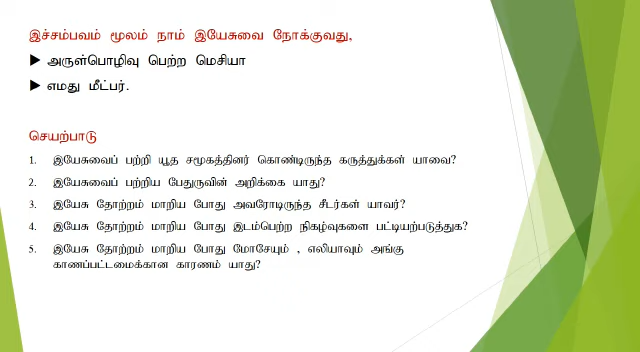 இச்சம்பவம் மூலம் நாம் இயேசுவை நோக்குவது,
▶ அருள்பொழிவு பெற்ற மெசியா
▶ எமது மீட்பர்.
செயற்பாடு
1. இயேசுவைப் பற்றி யூத சமூகத்தினர் கொண்டிருந்த கருத்துக்கள் யாவை?
2. இயேசுவைப் பற்றிய பேதுருவின் அறிக்கை யாது?
3. இயேசு தோற்றம் மாறிய போது அவரோடிருந்த சீடர்கள் யாவர்?
4. இயேசு தோற்றம் மாறிய போது இடம்பெற்ற நிகழ்வுகளை பட்டியற்படுத்துக?
5. இயேசு தோற்றம் மாறிய போது மோசேயும் , எலியாவும் அங்கு
காணப்பட்டமைக்கான காரணம் யாது?